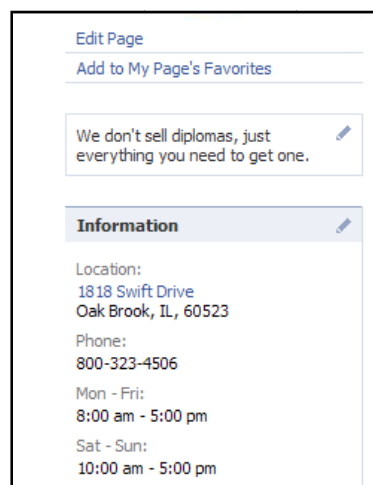 Edit Page
Add to My Page's Favorites
We don't sell diplomas, just
everything you need to get one.
Information
Location:
1818 Swift Drive
Oak Brook, IL, 60523
Phone:
800-323-4506
Mon - Fri:
8:00 am - 5:00 pm
Sat - Sun:
10:00 am - 5:00 pm